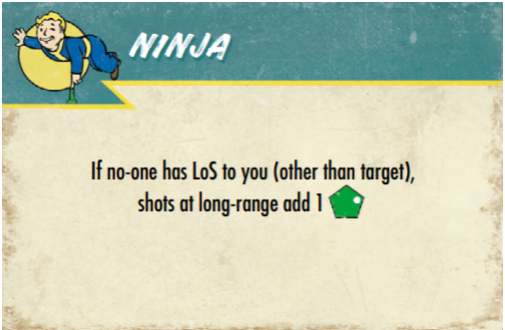 NINJA
If no-one has LoS to you (other than target),
shots at long-range add 1